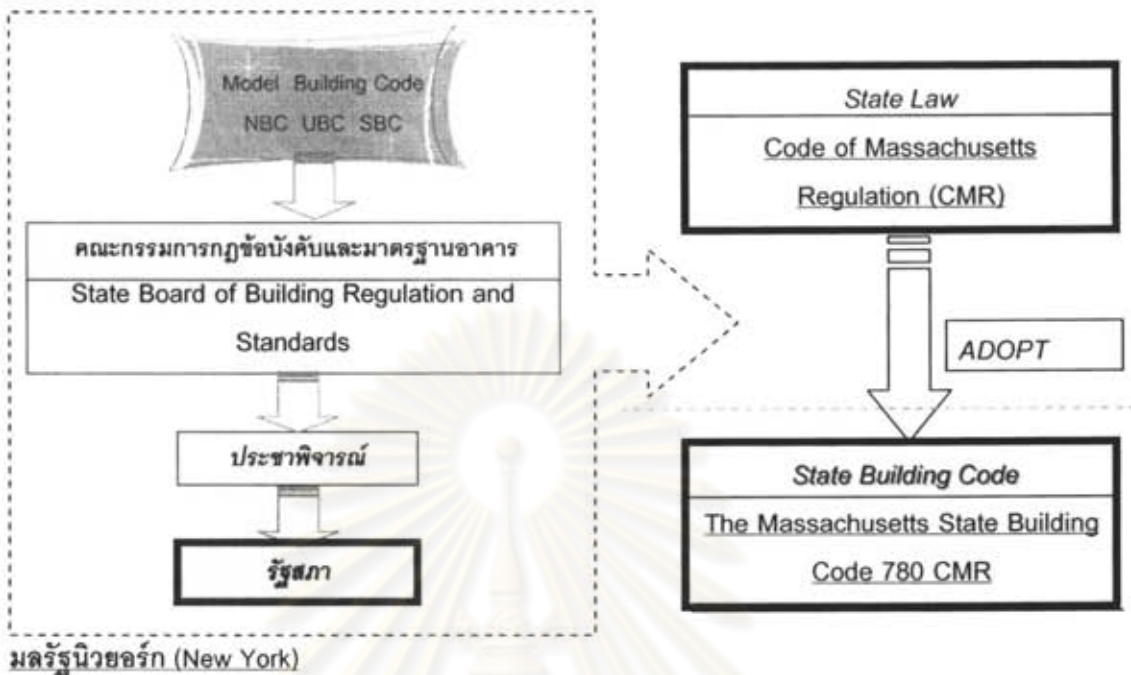 Model Building Code
NBC UBC SBC
คณะกรรมการกฎข้อบังคับและมาตรฐานอาคาร
State Board of Building Regulation and
Standards
ประชาพิจารณ์
รัฐสภา
State Law
Code of Massachusetts
Regulation (CMR)
ADOPT
State Building Code
The Massachusetts State Building
Code 780 CMR
มลรัฐนิวยอร์ก (New York)